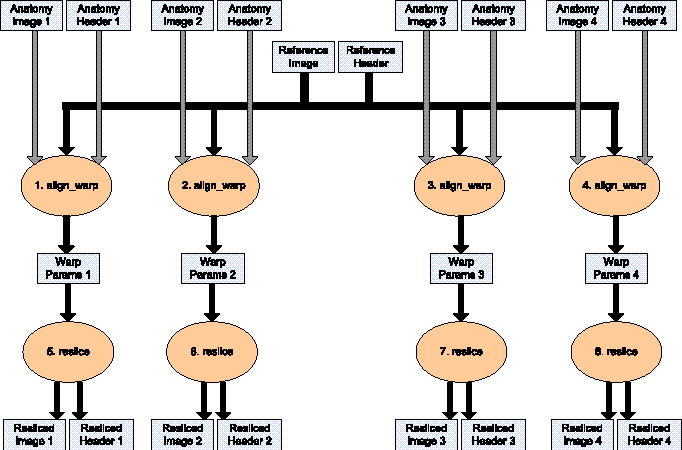 Anatomy Image 1
Anatomy Header 1
Anatomy Image 2
Anatomy Header 2
Anatomy Image 3
Anatomy Header 3
Anatomy Image 4
Anatomy Header 4
Reference Image
Reference Header
1. align_warp
2. align_warp
3. align_warp
4. align_warp
Warp Params 1
Warp Params 2
Warp Params 3
Warp Params 4
5. reslice
6. reslice
7. reslice
8. reslice
Resliced Image 1
Resliced Header 1
Resliced Image 2
Resliced Header 2
Resliced Image 3
Resliced Header 3
Resliced Image 4
Resliced Header 4